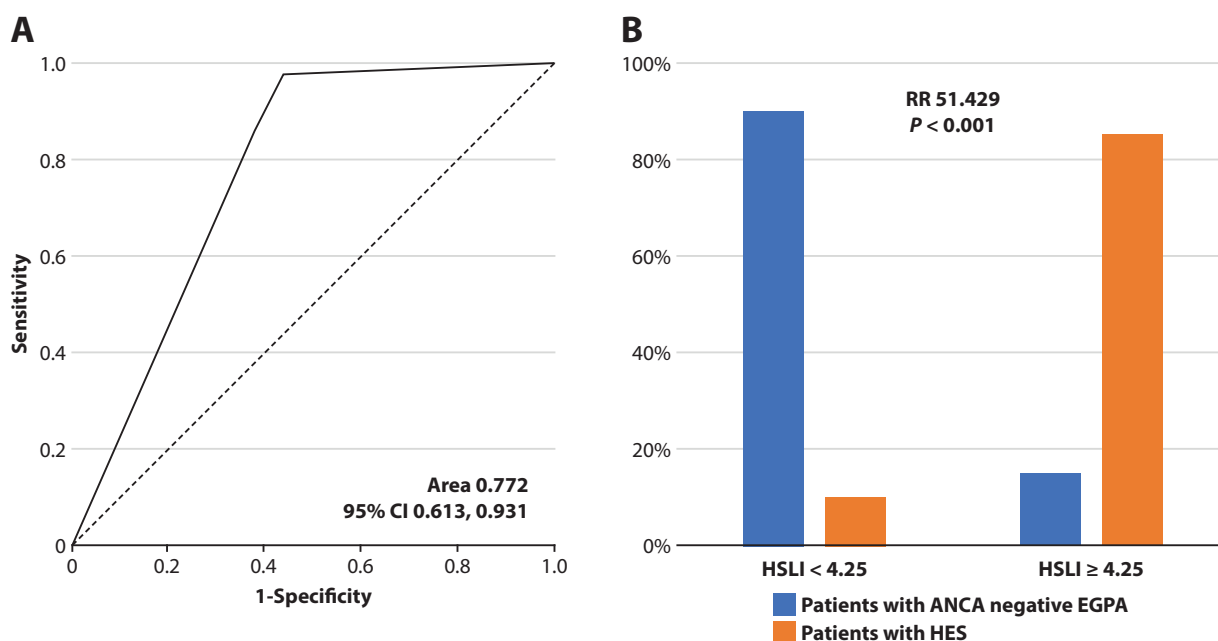 A
1.0
0.8
0.6
0.4
0.2
0
Sensitivity
0
0.2
0.4
0.6
0.8
1.0
1-Specificity
Area 0.772
95% CI 0.613, 0.931
B
100%
80%
60%
40%
20%
0%
RR 51.429
P < 0.001
HSLI < 4.25
HSLI ≥ 4.25
Patients with ANCA negative EGPA
Patients with HES